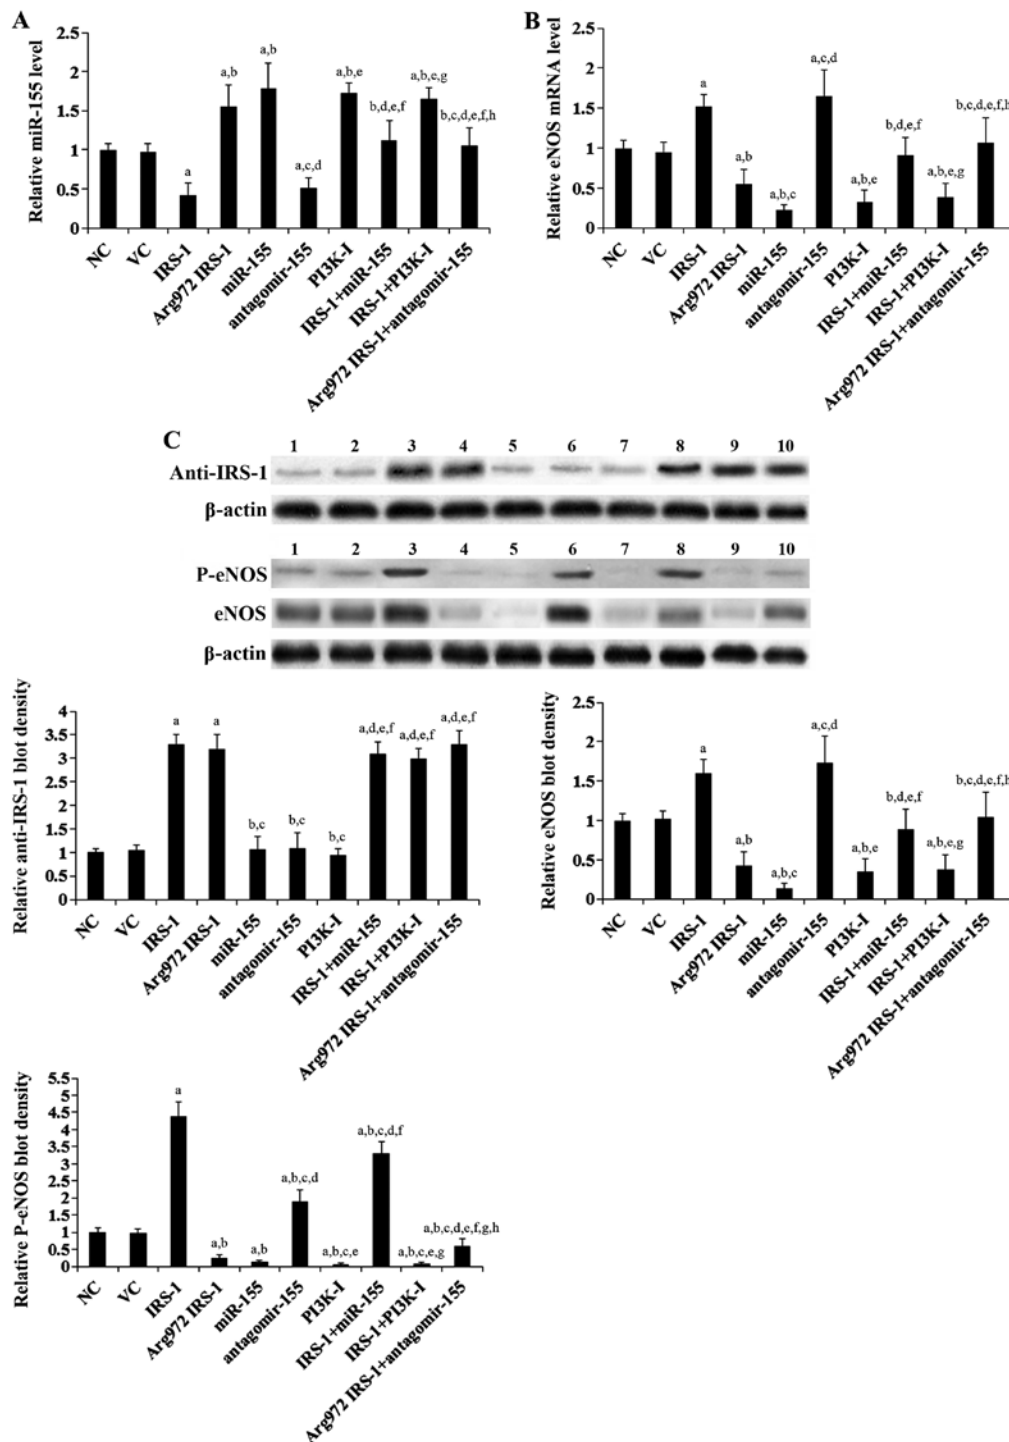 A
Relative miR-155 level
2.5
2
1.5
1
0.5
0
a
a,b
a,b
a,c,d
a,b,e
b,d,e,f
a,b,e,g
b,c,d,e,f,h
NC
VC
IRS-1
Arg972 IRS-1
miR-155
antagomir-155
PI3K-I
IRS-1+miR-155
IRS-1+PI3K-I
Arg972 IRS-1+antagomir-155
B
Relative eNOS mRNA level
2.5
2
1.5
1
0.5
0
a
a,b
a,b,c
a,c,d
a,b,e
b,d,e,f
a,b,e,g
b,c,d,e,f,h
NC
VC
IRS-1
Arg972 IRS-1
miR-155
antagomir-155
PI3K-I
IRS-1+miR-155
IRS-1+PI3K-I
Arg972 IRS-1+antagomir-155
C
1 2 3 4 5 6 7 8 9 10
Anti-IRS-1
β-actin
1 2 3 4 5 6 7 8 9 10
P-eNOS
eNOS
β-actin
Relative anti-IRS-1 blot density
4
3.5
3
2.5
2
1.5
1
0.5
0
a
a
b,c
b,c
b,c
a,d,e,f
a,d,e,f
a,d,e,f
NC
VC
IRS-1
Arg972 IRS-1
miR-155
antagomir-155
PI3K-I
IRS-1+miR-155
IRS-1+PI3K-I
Arg972 IRS-1+antagomir-155
Relative eNOS blot density
2.5
2
1.5
1
0.5
0
a
a,b
a,b,c
a,c,d
a,b,e
b,d,e,f
a,b,e,g
b,c,d,e,f,h
NC
VC
IRS-1
Arg972 IRS-1
miR-155
antagomir-155
PI3K-I
IRS-1+miR-155
IRS-1+PI3K-I
Arg972 IRS-1+antagomir-155
Relative P-eNOS blot density
5.5
5
4.5
4
3.5
3
2.5
2
1.5
1
0.5
0
a
a,b
a,b
a,b,c,d
a,b,c,e
a,b,c,d,f
a,b,c,e,g
a,b,c,d,e,f,g,h
NC
VC
IRS-1
Arg972 IRS-1
miR-155
antagomir-155
PI3K-I
IRS-1+miR-155
IRS-1+PI3K-I
Arg972 IRS-1+antagomir-155